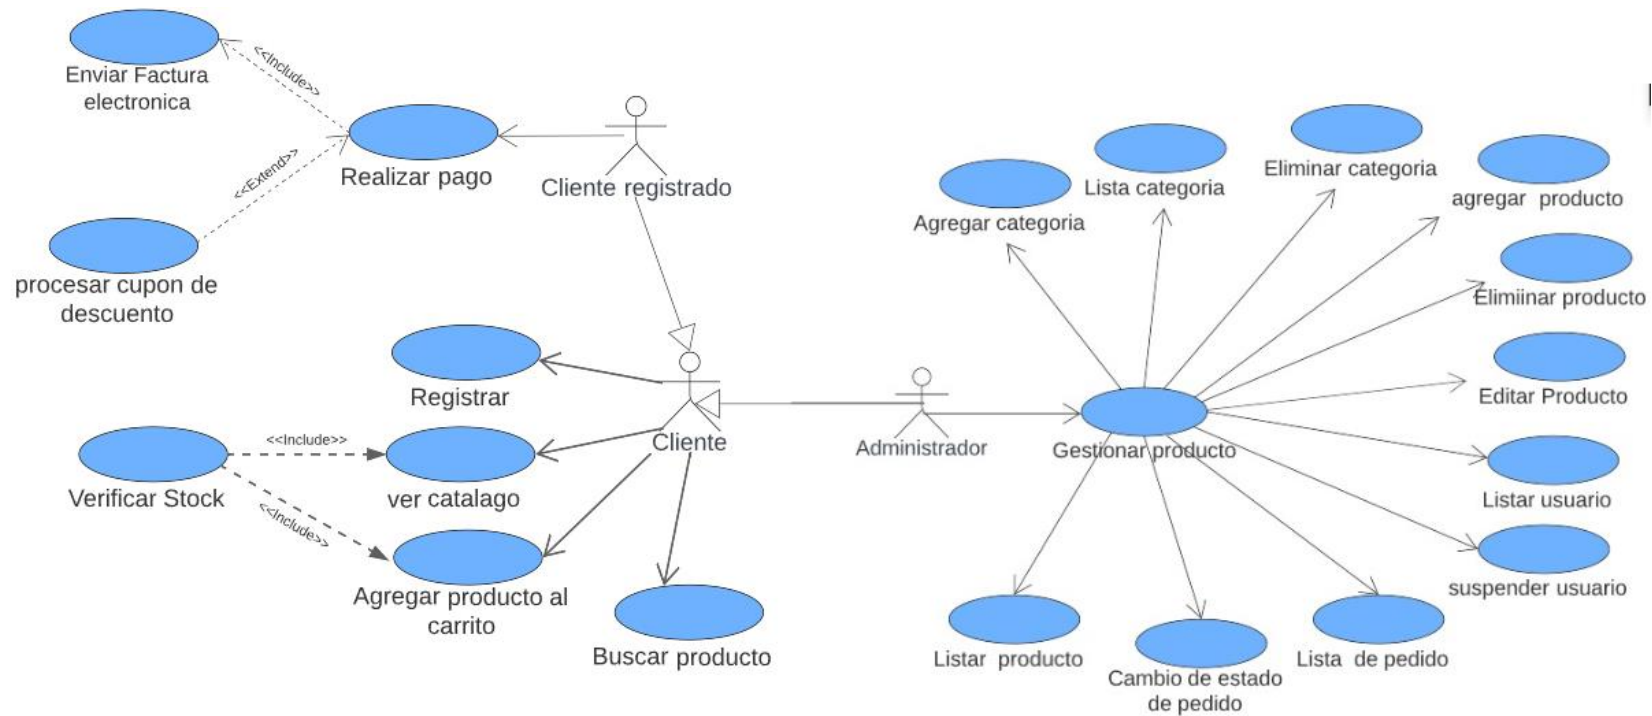 Enviar Factura
electronica
<<Include>>
Realizar pago
<<Extend>>
procesar cupon de
descuento
Cliente registrado
Registrar
Cliente
<<Include>>
Verificar Stock
ver catalago
<<Include>>
Agregar producto al
carrito
Buscar producto
Administrador
Gestionar producto
Agregar categoria
Lista categoria
Eliminar categoria
agregar producto
Elimiinar producto
Editar Producto
Listar usuario
suspender usuario
Listar producto
Cambio de estado
de pedido
Lista de pedido